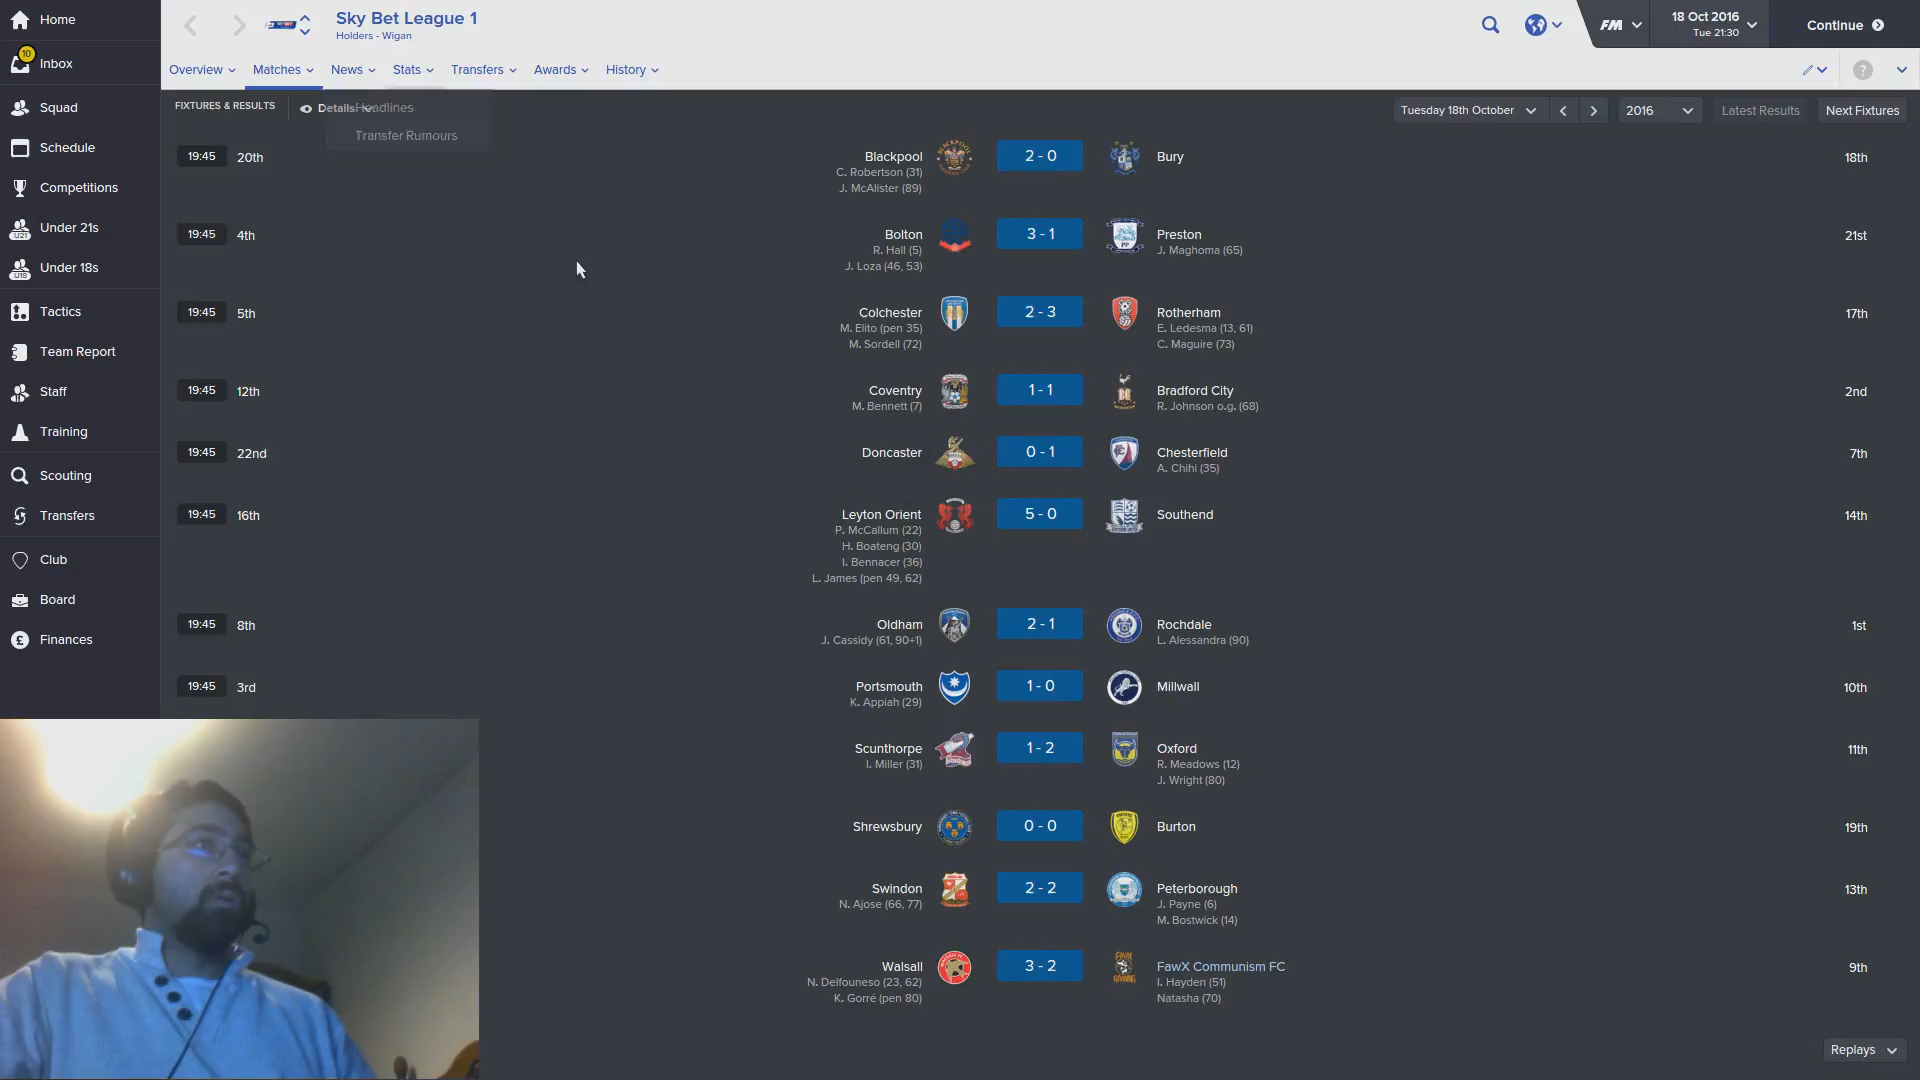 Home
Sky Bet League 1
Holders - Wigan
FM
18 Oct 2016
Tue 21:30
Continue
10
Inbox
Overview
Matches
News
Stats
Transfers
Awards
History
FIXTURES & RESULTS
Details
Headlines
Transfer Rumours
Tuesday 18th October
2016
Latest Results
Next Fixtures
Squad
Schedule
Competitions
Under 21s
Under 18s
Tactics
Team Report
Staff
Training
Scouting
Transfers
Club
Board
Finances
19:45 20th Blackpool 2 - 0 Bury 18th
C. Robertson (31)
J. McAlister (89)
19:45 4th Bolton 3 - 1 Preston 21st
R. Hall (5) J. Maghoma (65)
J. Loza (46, 53)
19:45 5th Colchester 2 - 3 Rotherham 17th
M. Elito (pen 35) E. Ledesma (13, 61)
M. Sordell (72) C. Maguire (73)
19:45 12th Coventry 1 - 1 Bradford City 2nd
M. Bennett (7) R. Johnson o.g. (68)
19:45 22nd Doncaster 0 - 1 Chesterfield 7th
A. Chihi (35)
19:45 16th Leyton Orient 5 - 0 Southend 14th
P. McCallum (22)
H. Boateng (30)
I. Bennacer (36)
L. James (pen 49, 62)
19:45 8th Oldham 2 - 1 Rochdale 1st
J. Cassidy (61, 90+1) L. Alessandra (90)
19:45 3rd Portsmouth 1 - 0 Millwall 10th
K. Appiah (29)
Scunthorpe 1 - 2 Oxford 11th
I. Miller (31) R. Meadows (12)
J. Wright (80)
Shrewsbury 0 - 0 Burton 19th
Swindon 2 - 2 Peterborough 13th
N. Ajose (66, 77) J. Payne (6)
M. Bostwick (14)
Walsall 3 - 2 FawX Communism FC 9th
N. Delfouneso (23, 62) I. Hayden (51)
K. Gorré (pen 80) Natasha (70)
Replays